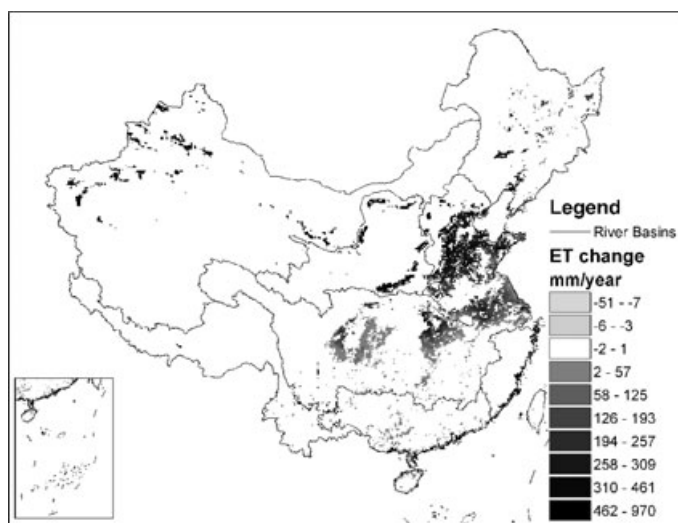 Legend
River Basins
ET change
mm/year
-51 - -7
-6 - -3
-2 - 1
2 - 57
58 - 125
126 - 193
194 - 257
258 - 309
310 - 461
462 - 970